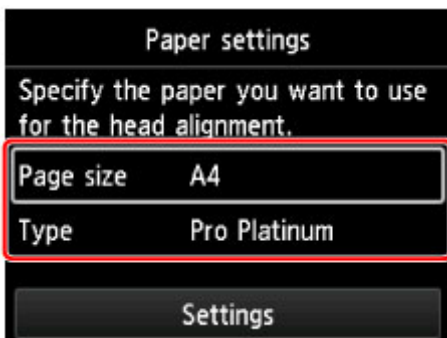 Paper settings
Specify the paper you want to use
for the head alignment.
Page size A4
Type Pro Platinum
Settings